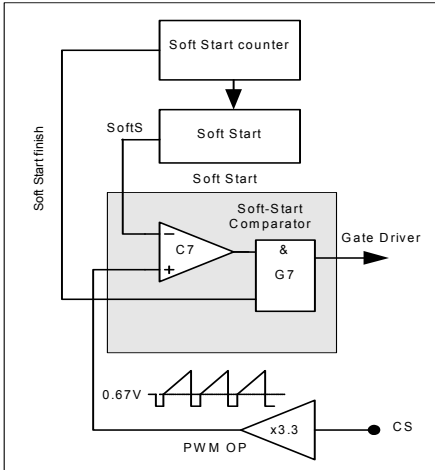 Soft Start counter
SoftS
Soft Start
Soft Start finish
Soft Start
Soft-Start
Comparator
Gate Driver
−
C7
+
&
G7
0.67V
x3.3
CS
PWM OP